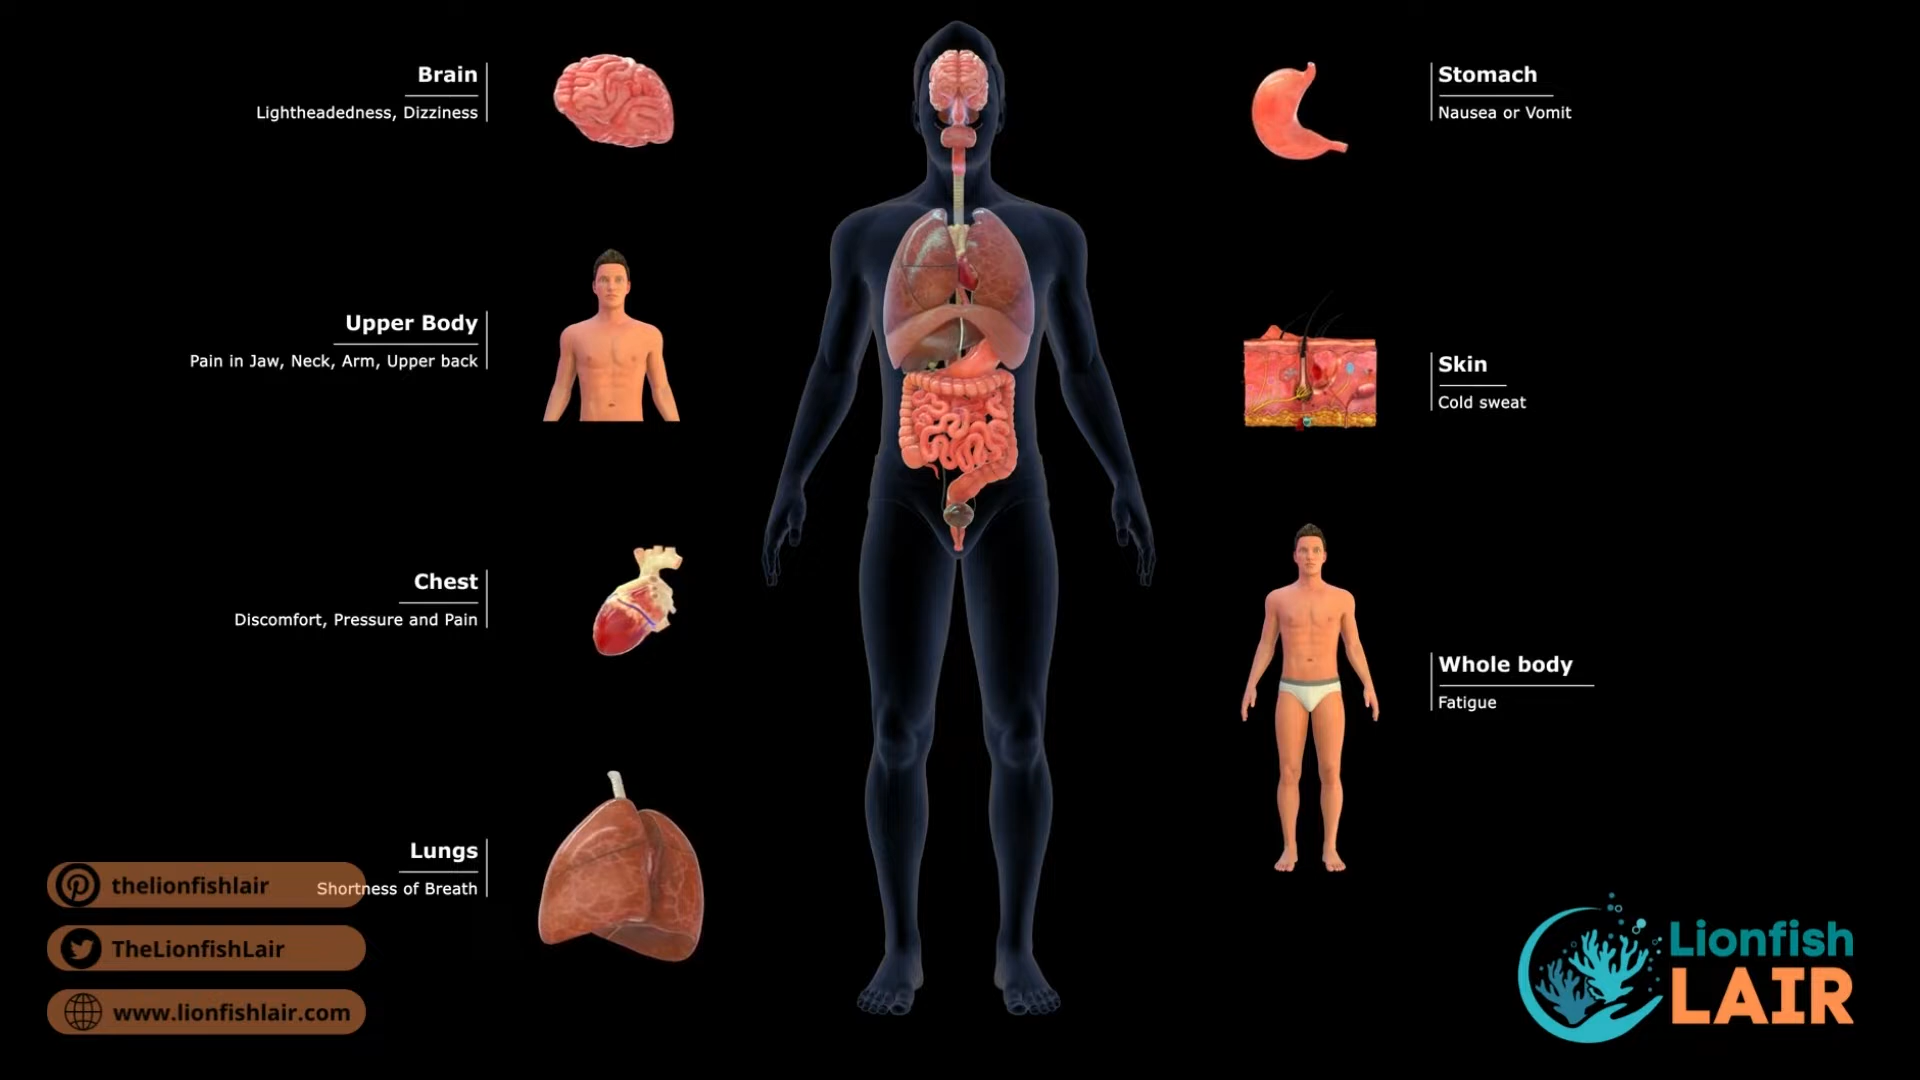 Brain
Lightheadedness, Dizziness
Upper Body
Pain in Jaw, Neck, Arm, Upper back
Chest
Discomfort, Pressure and Pain
Lungs
Shortness of Breath
Stomach
Nausea or Vomit
Skin
Cold sweat
Whole body
Fatigue
thelionfishlair
TheLionfishLair
www.lionfishlair.com
Lionfish
LAIR